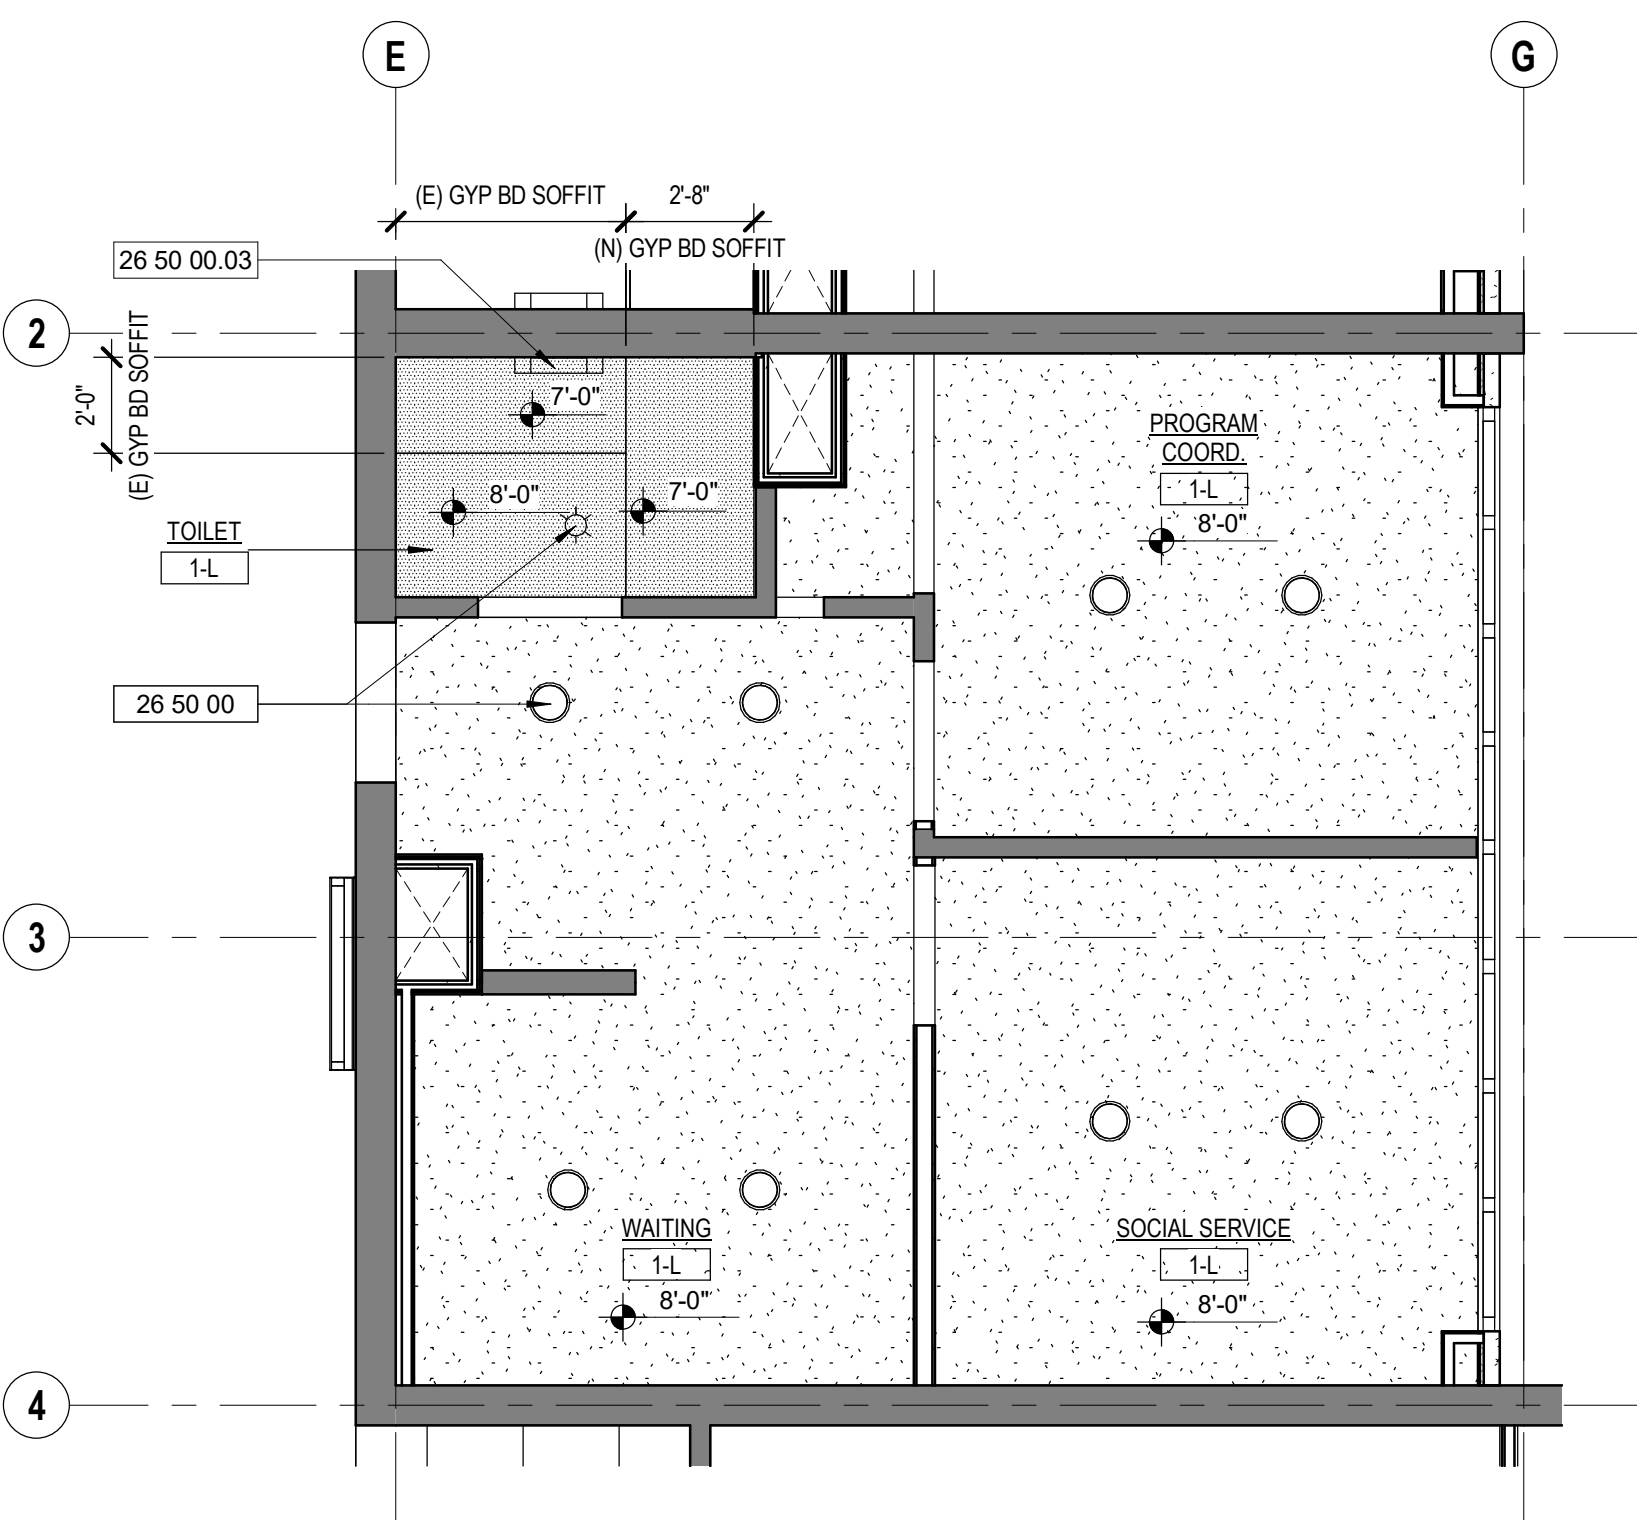 E
G
(E) GYP BD SOFFIT
2'-8"
(N) GYP BD SOFFIT
26 50 00.03
2
2'-0"
(E) GYP BD SOFFIT
7'-0"
8'-0"
7'-0"
TOILET
1-L
PROGRAM
COORD.
1-L
8'-0"
26 50 00
3
WAITING
1-L
8'-0"
SOCIAL SERVICE
1-L
8'-0"
4